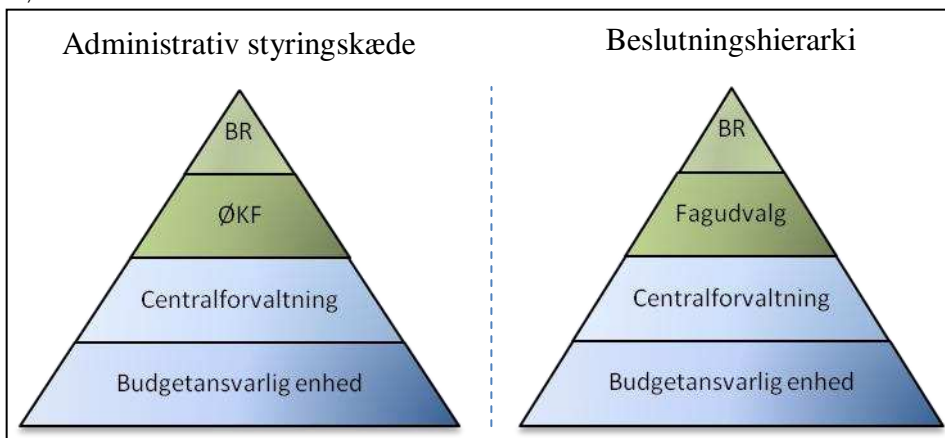 Administrativ styringskæde
BR
ØKF
Centralforvaltning
Budgetansvarlig enhed
Beslutningshierarki
BR
Fagudvalg
Centralforvaltning
Budgetansvarlig enhed